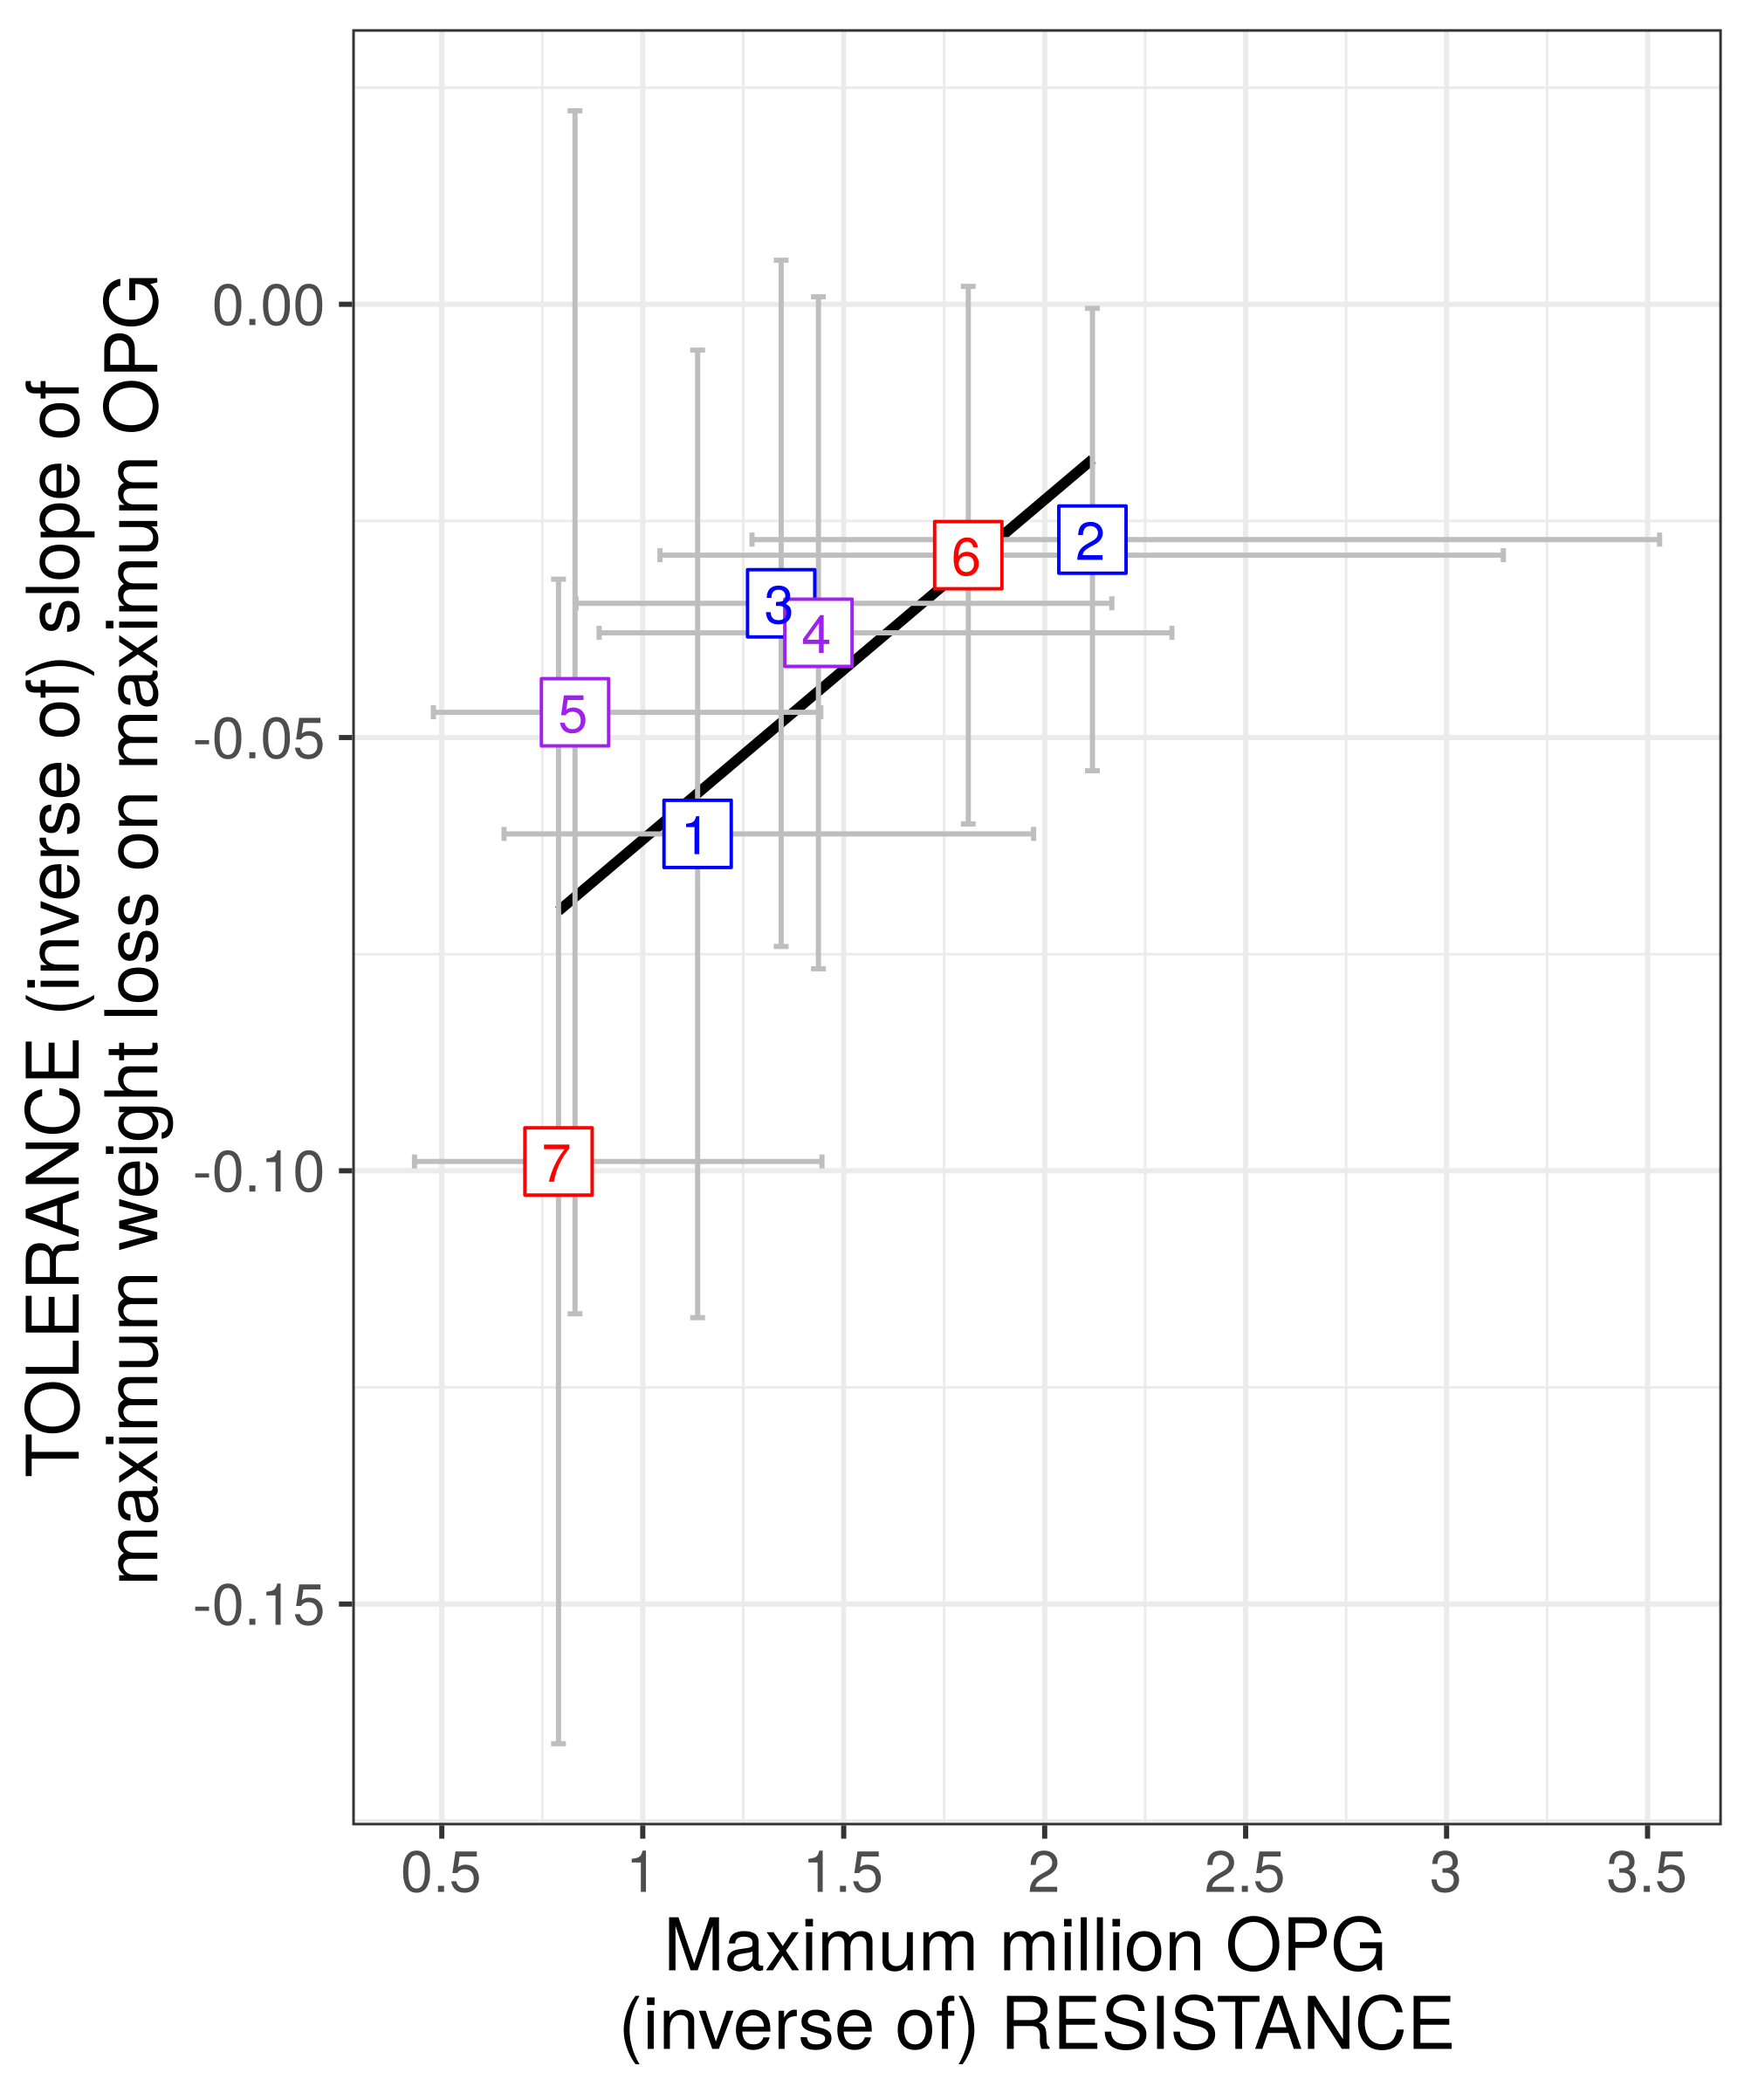 TOLERANCE (inverse of) slope of
maximum weight loss on maximum OPG
0.00
-0.05
-0.10
-0.15
2
6
3
4
5
1
7
0.5 1 1.5 2 2.5 3 3.5
Maximum million OPG
(inverse of) RESISTANCE